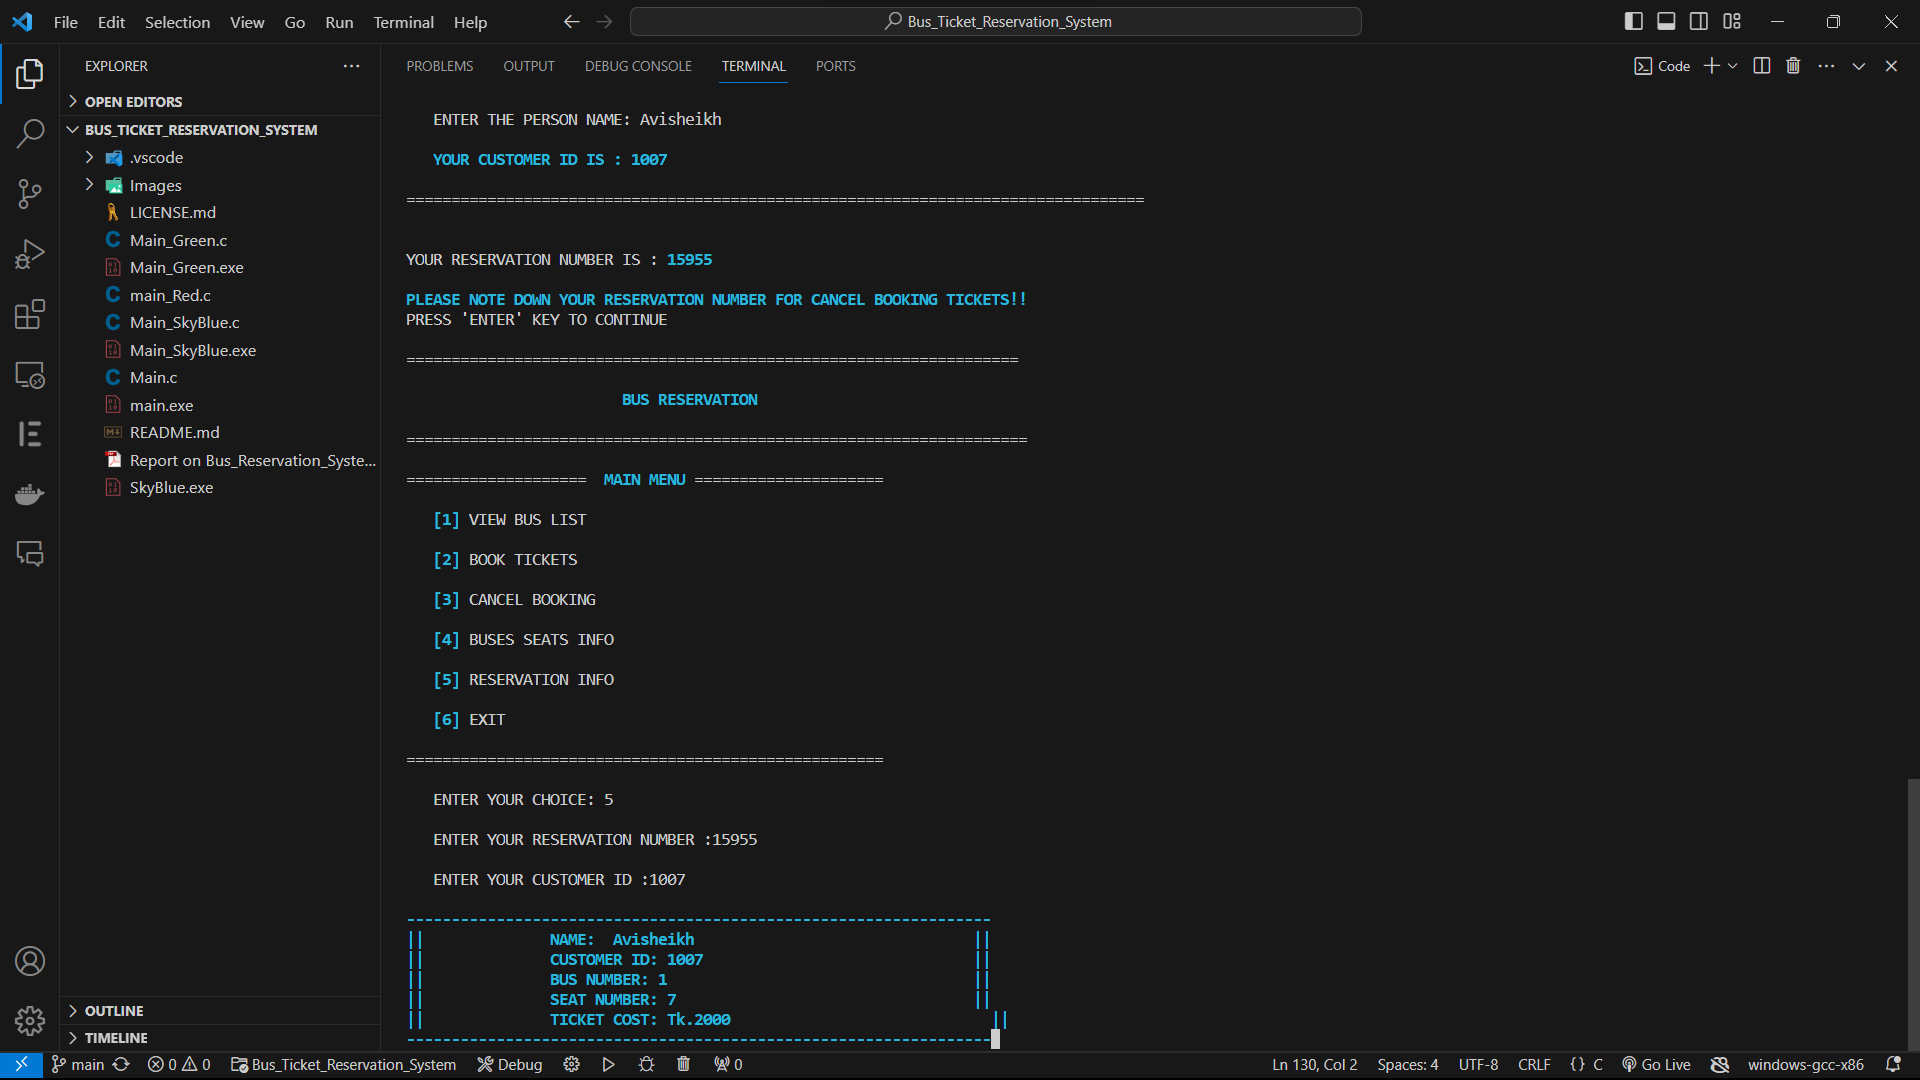 File Edit Selection View Go Run Terminal Help Bus_Ticket_Reservation_System
EXPLORER
OPEN EDITORS
BUS_TICKET_RESERVATION_SYSTEM
.vscode
Images
LICENSE.md
Main_Green.c
Main_Green.exe
main_Red.c
Main_SkyBlue.c
Main_SkyBlue.exe
Main.c
main.exe
README.md
Report on Bus_Reservation_Syste...
SkyBlue.exe
OUTLINE
TIMELINE
PROBLEMS OUTPUT DEBUG CONSOLE TERMINAL PORTS Code
ENTER THE PERSON NAME: Avisheikh
YOUR CUSTOMER ID IS : 1007
==================================================================================
YOUR RESERVATION NUMBER IS : 15955
PLEASE NOTE DOWN YOUR RESERVATION NUMBER FOR CANCEL BOOKING TICKETS!!
PRESS 'ENTER' KEY TO CONTINUE
====================================================================
BUS RESERVATION
=====================================================================
==================== MAIN MENU =====================
[1] VIEW BUS LIST
[2] BOOK TICKETS
[3] CANCEL BOOKING
[4] BUSES SEATS INFO
[5] RESERVATION INFO
[6] EXIT
=====================================================
ENTER YOUR CHOICE: 5
ENTER YOUR RESERVATION NUMBER :15955
ENTER YOUR CUSTOMER ID :1007
-----------------------------------------------------------------
|| NAME: Avisheikh ||
|| CUSTOMER ID: 1007 ||
|| BUS NUMBER: 1 ||
|| SEAT NUMBER: 7 ||
|| TICKET COST: Tk.2000 ||
-----------------------------------------------------------------
main 0 0 Bus_Ticket_Reservation_System Debug 0 Ln 130, Col 2 Spaces: 4 UTF-8 CRLF {} C Go Live windows-gcc-x86